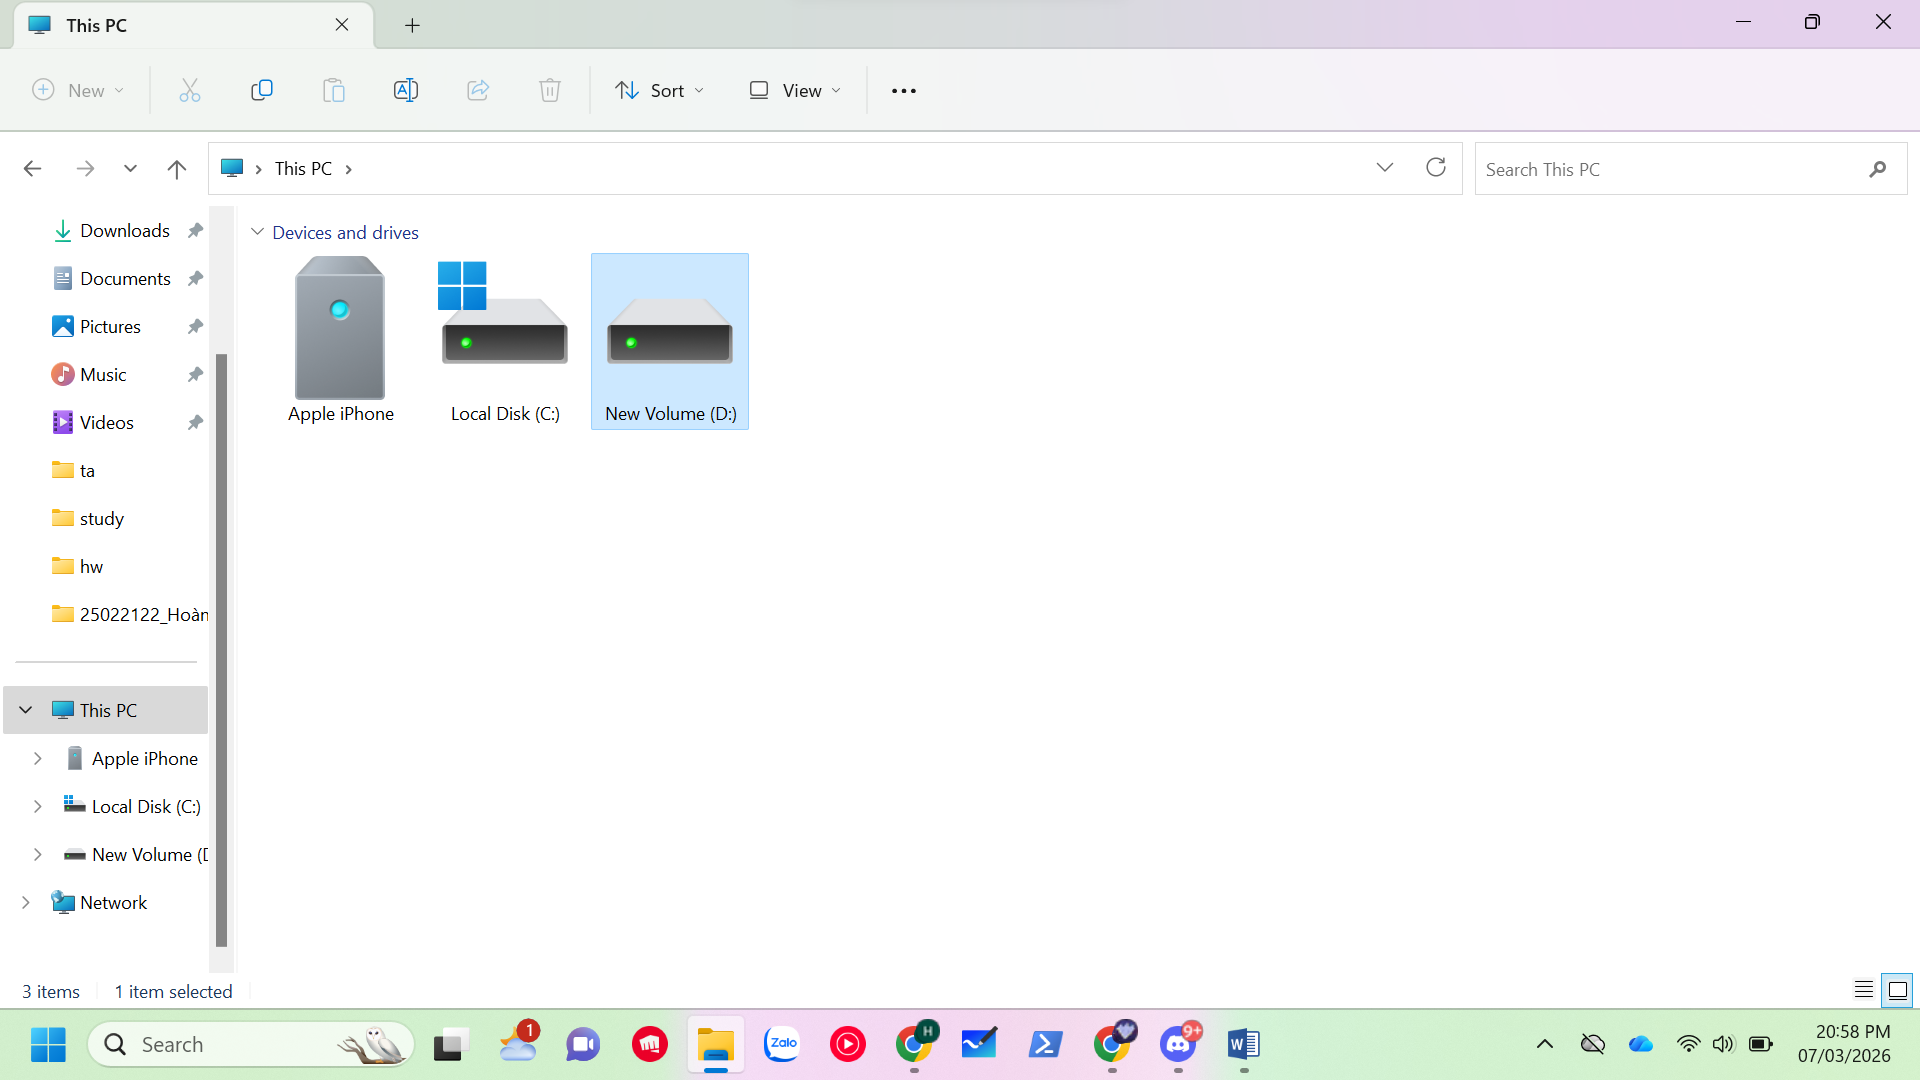 This PC
New
Sort
View
This PC
Search This PC
Downloads
Documents
Pictures
Music
Videos
ta
study
hw
25022122_Hoàn
This PC
Apple iPhone
Local Disk (C:)
New Volume (D
Network
Devices and drives
Apple iPhone
Local Disk (C:)
New Volume (D:)
3 items
1 item selected
Search
1
Zalo
H
9+
W
20:58 PM
07/03/2026